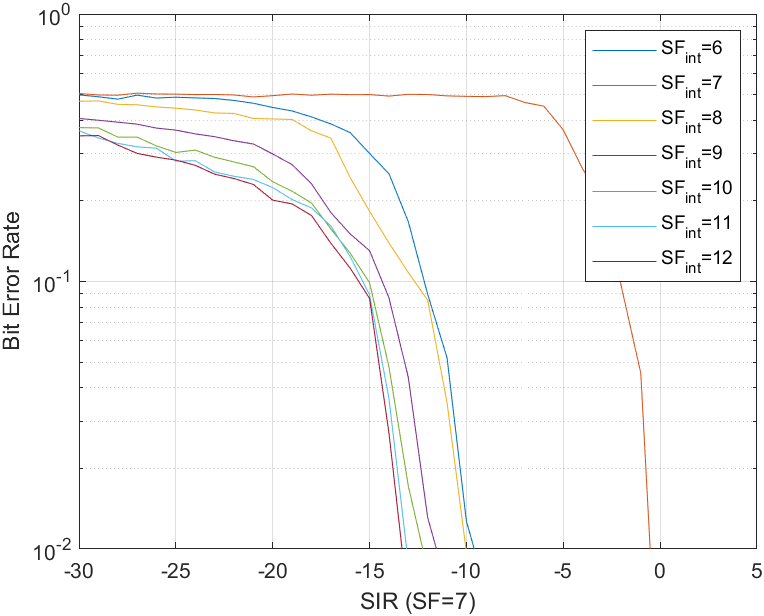 10^0
10^-1
10^-2
Bit Error Rate
SF_int=6
SF_int=7
SF_int=8
SF_int=9
SF_int=10
SF_int=11
SF_int=12
-30 -25 -20 -15 -10 -5 0 5
SIR (SF=7)